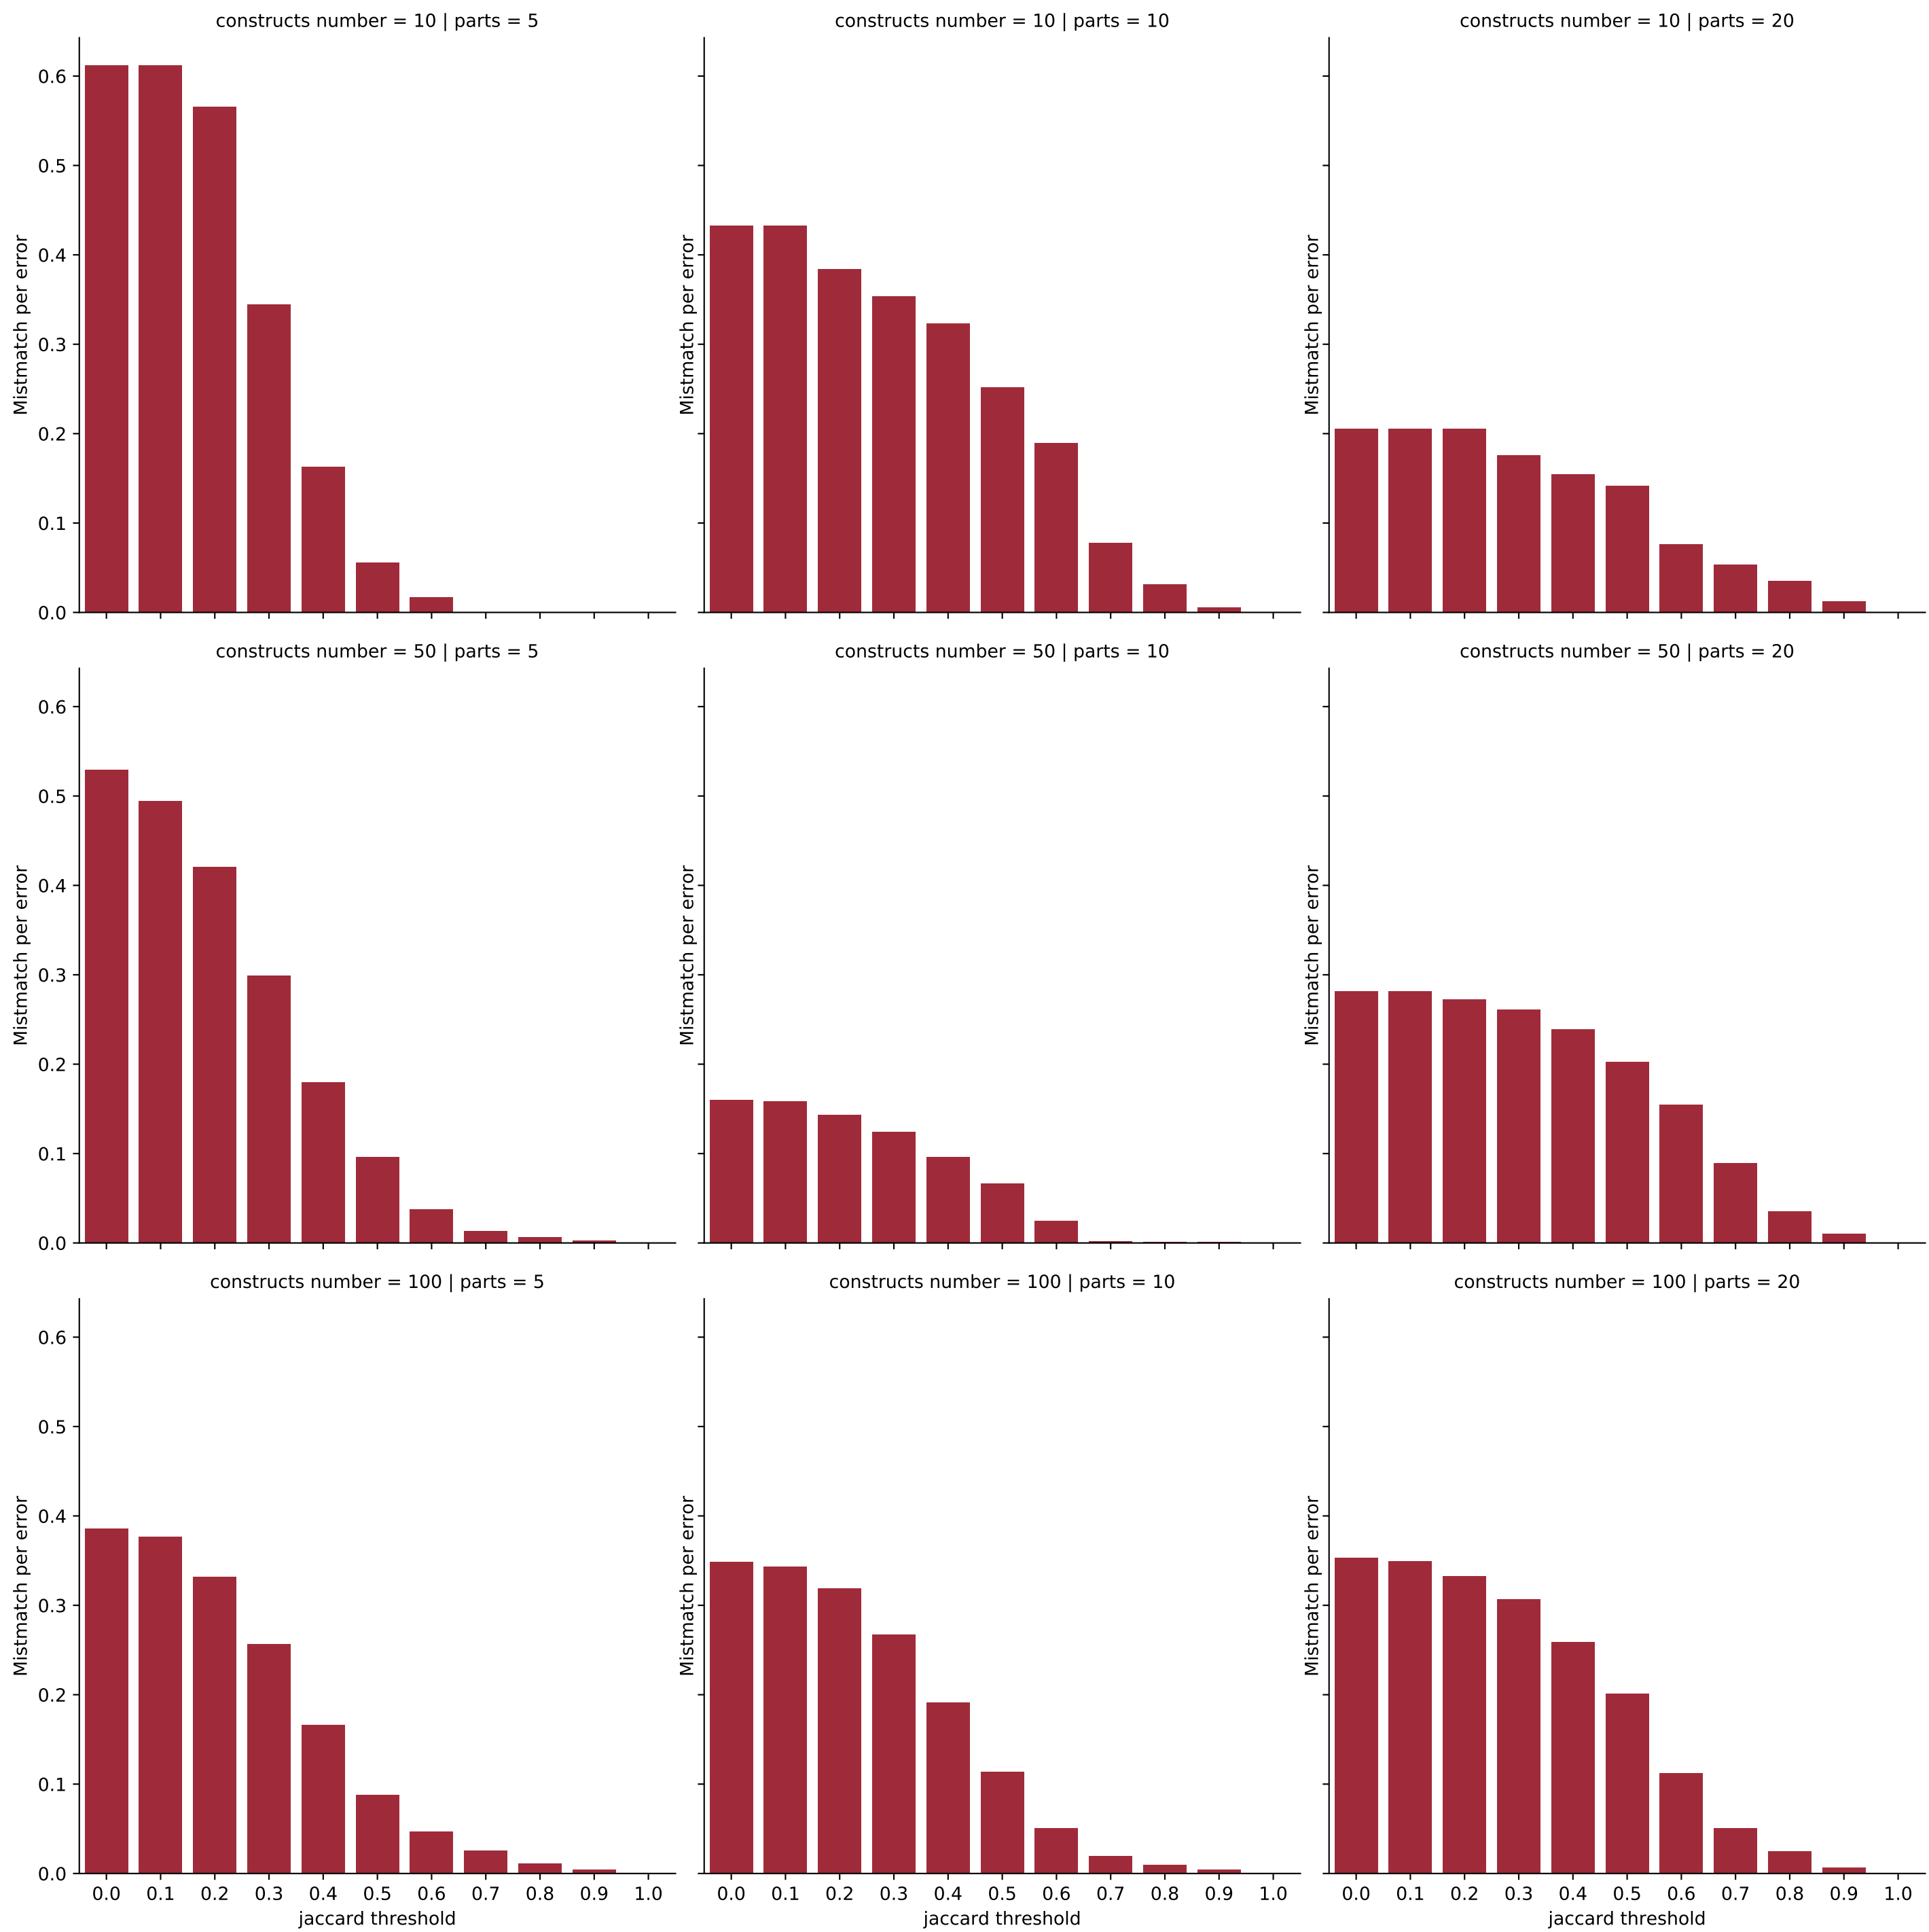 constructs number = 10 | parts = 5
constructs number = 10 | parts = 10
constructs number = 10 | parts = 20
Mistmatch per error
0.6
0.5
0.4
0.3
0.2
0.1
0.0
Mistmatch per error
Mistmatch per error
constructs number = 50 | parts = 5
constructs number = 50 | parts = 10
constructs number = 50 | parts = 20
Mistmatch per error
0.6
0.5
0.4
0.3
0.2
0.1
0.0
Mistmatch per error
Mistmatch per error
constructs number = 100 | parts = 5
constructs number = 100 | parts = 10
constructs number = 100 | parts = 20
Mistmatch per error
0.6
0.5
0.4
0.3
0.2
0.1
0.0
Mistmatch per error
Mistmatch per error
0.0 0.1 0.2 0.3 0.4 0.5 0.6 0.7 0.8 0.9 1.0
0.0 0.1 0.2 0.3 0.4 0.5 0.6 0.7 0.8 0.9 1.0
0.0 0.1 0.2 0.3 0.4 0.5 0.6 0.7 0.8 0.9 1.0
jaccard threshold
jaccard threshold
jaccard threshold